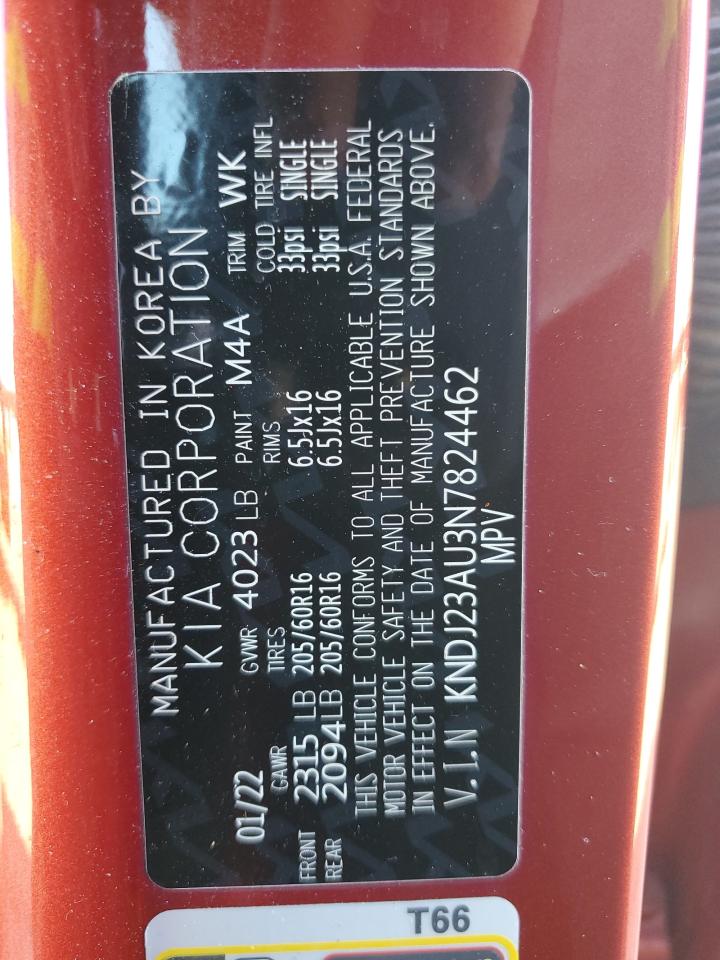 MANUFACTURED IN KOREA BY
KIA CORPORATION
01/22 GVWR 4023 LB PAINT M4A TRIM WK
GAWR TIRES RIMS COLD TIRE INFL
FRONT 2315 LB 205/60R16 6.5Jx16 33psi SINGLE
REAR 2094LB 205/60R16 6.5Jx16 33psi SINGLE
THIS VEHICLE CONFORMS TO ALL APPLICABLE U.S.A. FEDERAL
MOTOR VEHICLE SAFETY AND THEFT PREVENTION STANDARDS
IN EFFECT ON THE DATE OF MANUFACTURE SHOWN ABOVE.
V.I.N KNDJ23AU3N7824462
MPV
T66